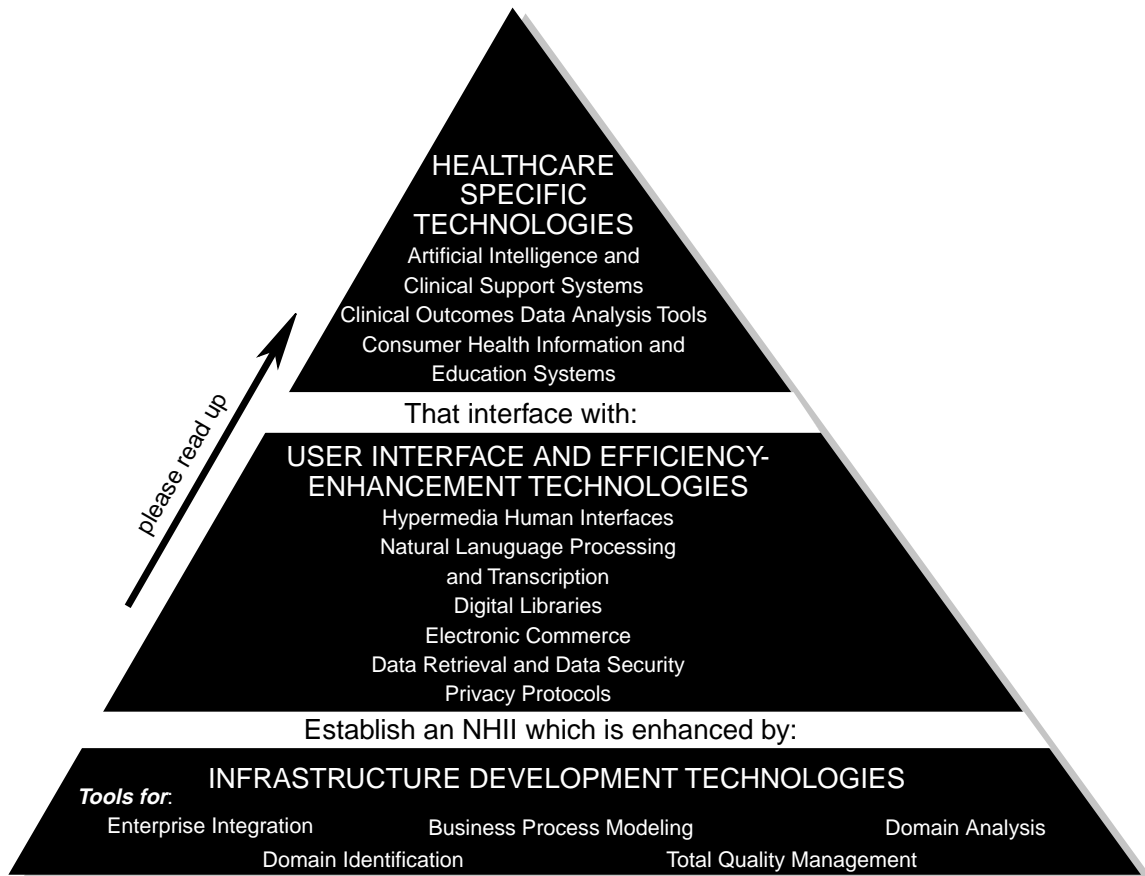 HEALTHCARE
SPECIFIC
TECHNOLOGIES
Artificial Intelligence and
Clinical Support Systems
Clinical Outcomes Data Analysis Tools
Consumer Health Information and
Education Systems
please read up
That interface with:
USER INTERFACE AND EFFICIENCY-
ENHANCEMENT TECHNOLOGIES
Hypermedia Human Interfaces
Natural Lanuguage Processing
and Transcription
Digital Libraries
Electronic Commerce
Data Retrieval and Data Security
Privacy Protocols
Establish an NHII which is enhanced by:
INFRASTRUCTURE DEVELOPMENT TECHNOLOGIES
Tools for:
Enterprise Integration Business Process Modeling Domain Analysis
Domain Identification Total Quality Management